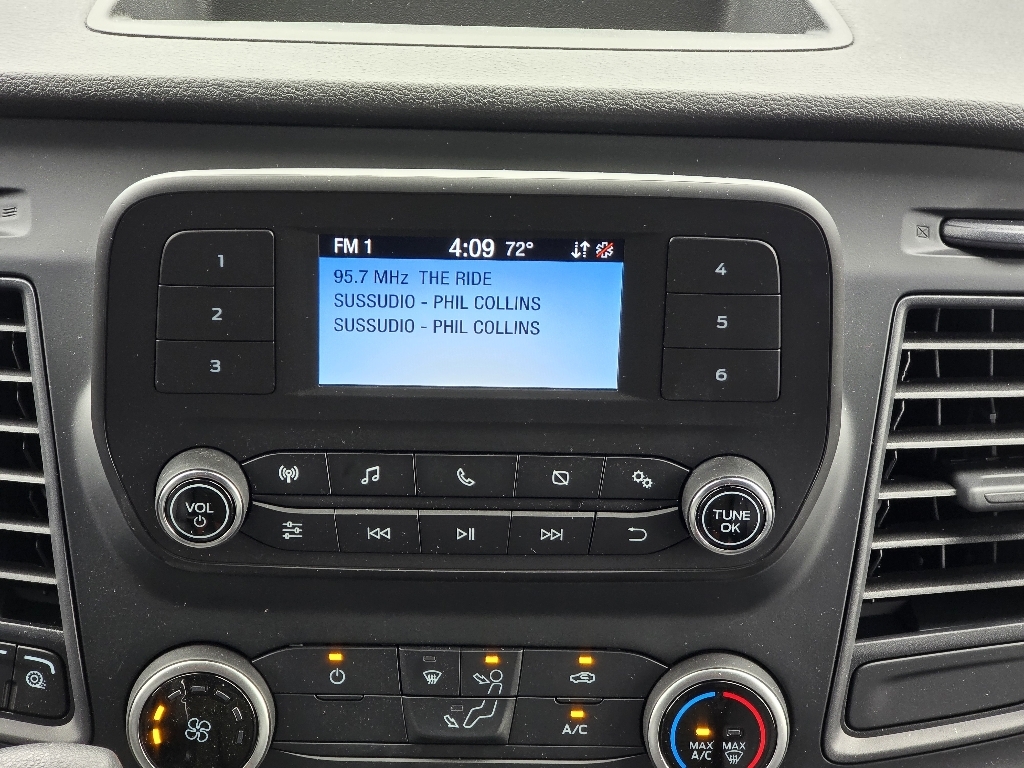 FM 1 4:09 72°
95.7 MHz THE RIDE
SUSSUDIO - PHIL COLLINS
SUSSUDIO - PHIL COLLINS
1
2
3
4
5
6
VOL
TUNE
OK
A/C
MAX
A/C
MAX